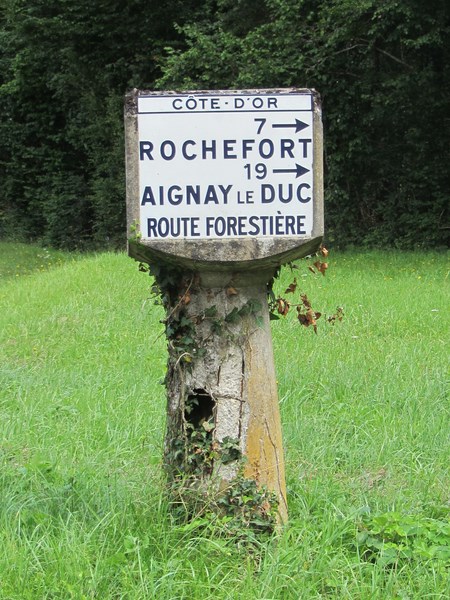 CÔTE-D'OR
7 →
ROCHEFORT
19 →
AIGNAY LE DUC
ROUTE FORESTIÈRE